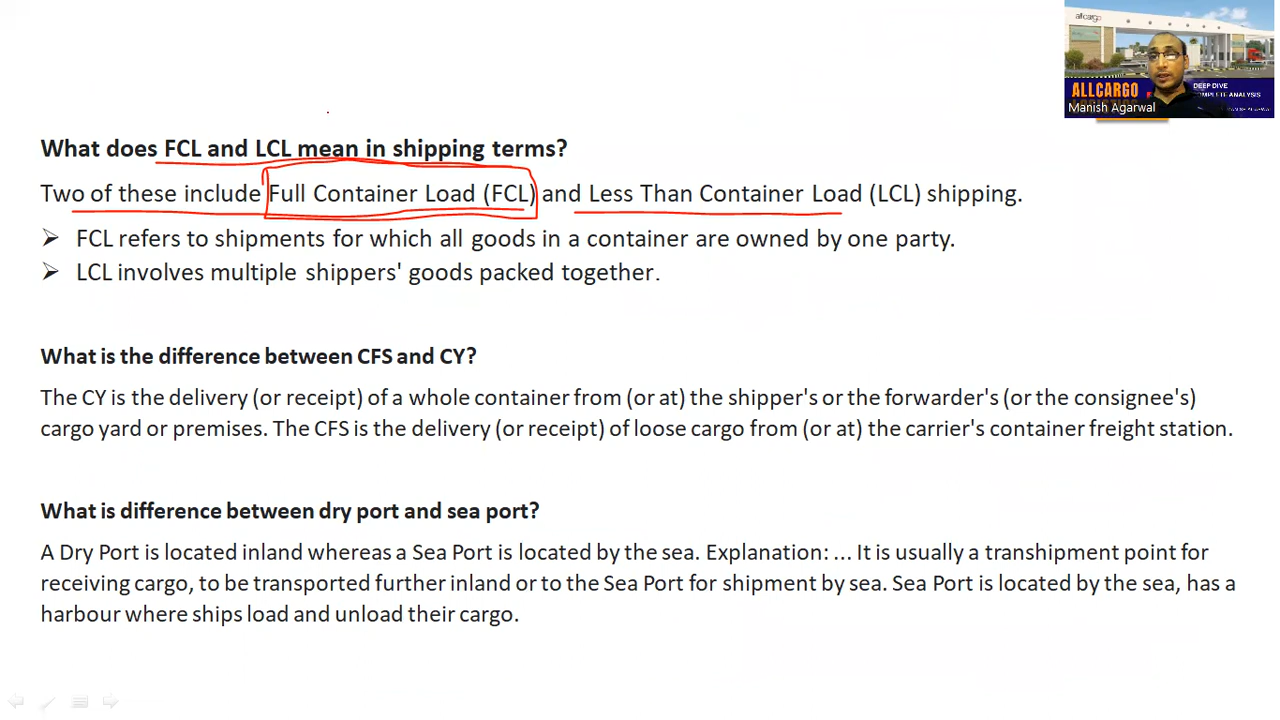 allcargo
ALLCARGO
DEEP DIVE
Manish Agarwal
What does FCL and LCL mean in shipping terms?
Two of these include Full Container Load (FCL) and Less Than Container Load (LCL) shipping.
FCL refers to shipments for which all goods in a container are owned by one party.
LCL involves multiple shippers' goods packed together.
What is the difference between CFS and CY?
The CY is the delivery (or receipt) of a whole container from (or at) the shipper's or the forwarder's (or the consignee's)
cargo yard or premises. The CFS is the delivery (or receipt) of loose cargo from (or at) the carrier's container freight station.
What is difference between dry port and sea port?
A Dry Port is located inland whereas a Sea Port is located by the sea. Explanation: ... It is usually a transhipment point for
receiving cargo, to be transported further inland or to the Sea Port for shipment by sea. Sea Port is located by the sea, has a
harbour where ships load and unload their cargo.